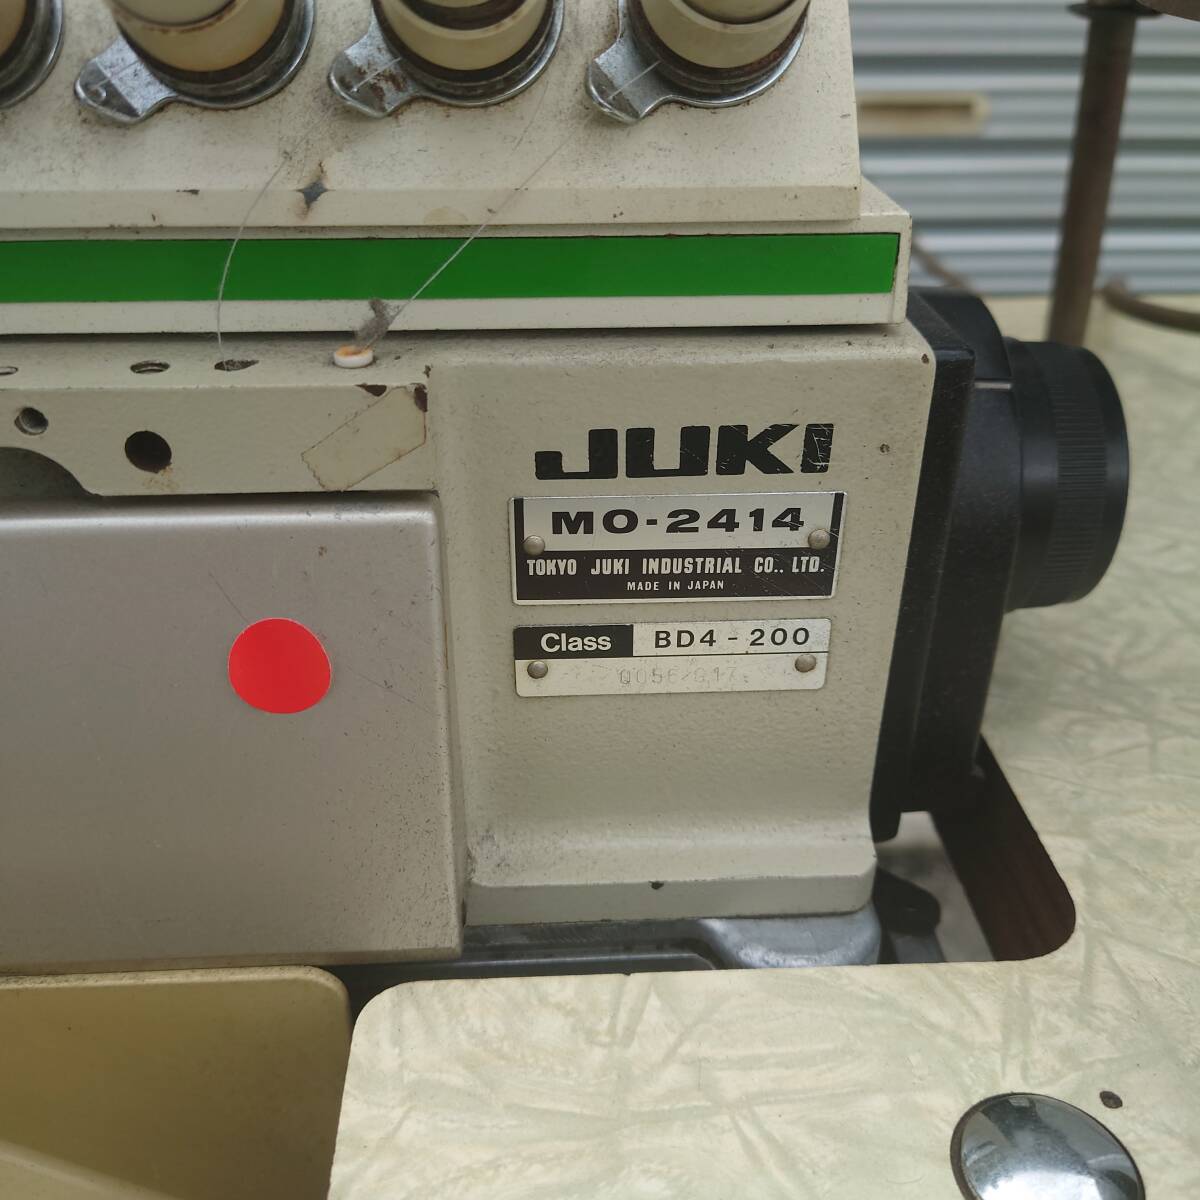 JUKI
MO-2414
TOKYO JUKI INDUSTRIAL CO., LTD.
MADE IN JAPAN
Class BD4-200